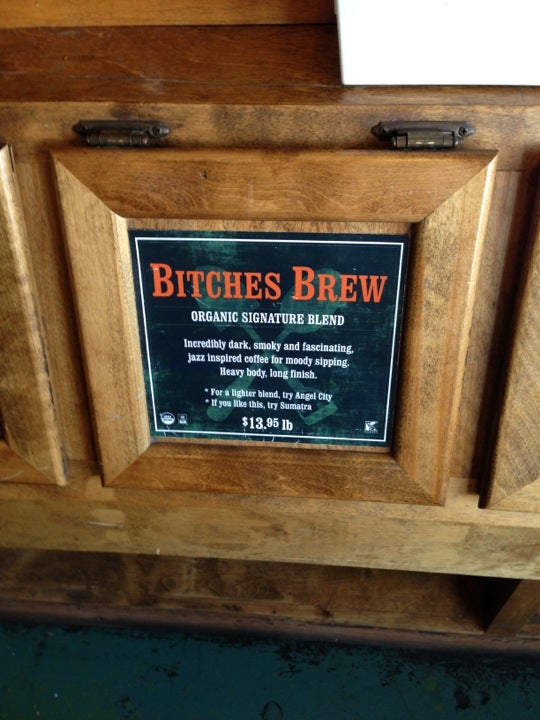 BITCHES BREW
ORGANIC SIGNATURE BLEND
Incredibly dark, smoky and fascinating,
jazz inspired coffee for moody sipping.
Heavy body, long finish.
* For a lighter blend, try Angel City
* If you like this, try Sumatra
$13.95 lb